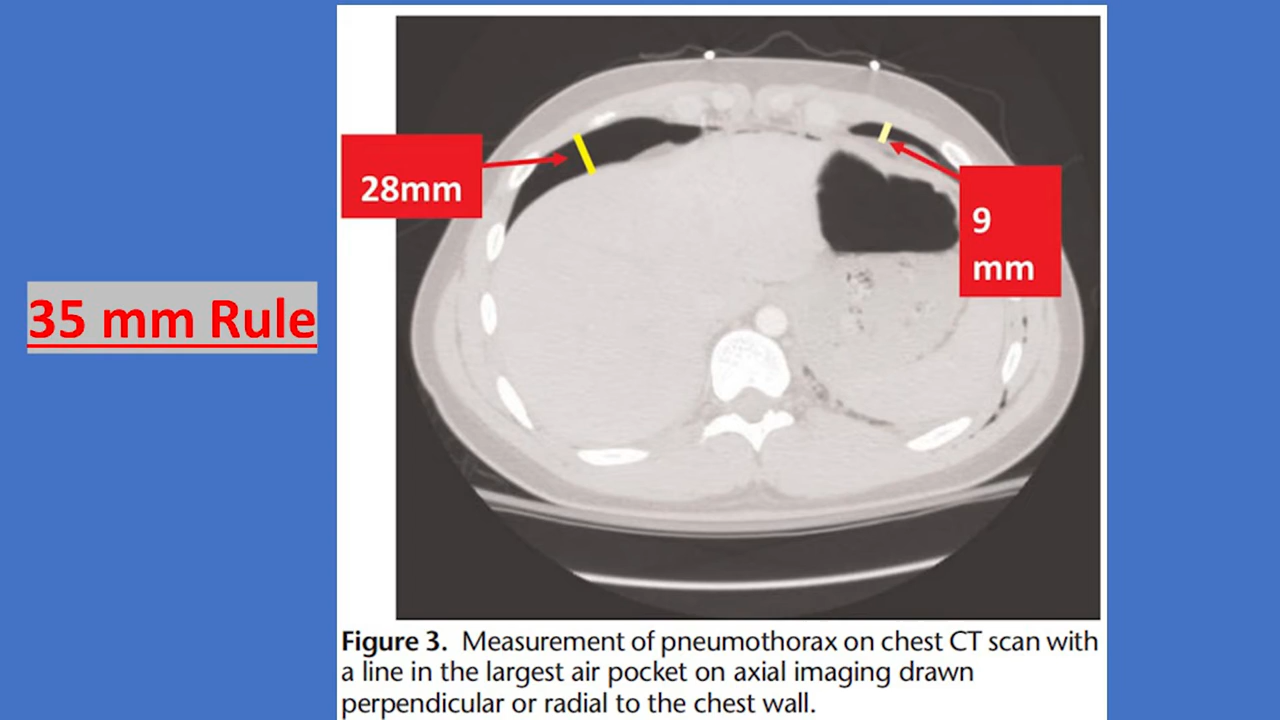 35 mm Rule
28mm
9
mm
Figure 3. Measurement of pneumothorax on chest CT scan with
a line in the largest air pocket on axial imaging drawn
perpendicular or radial to the chest wall.